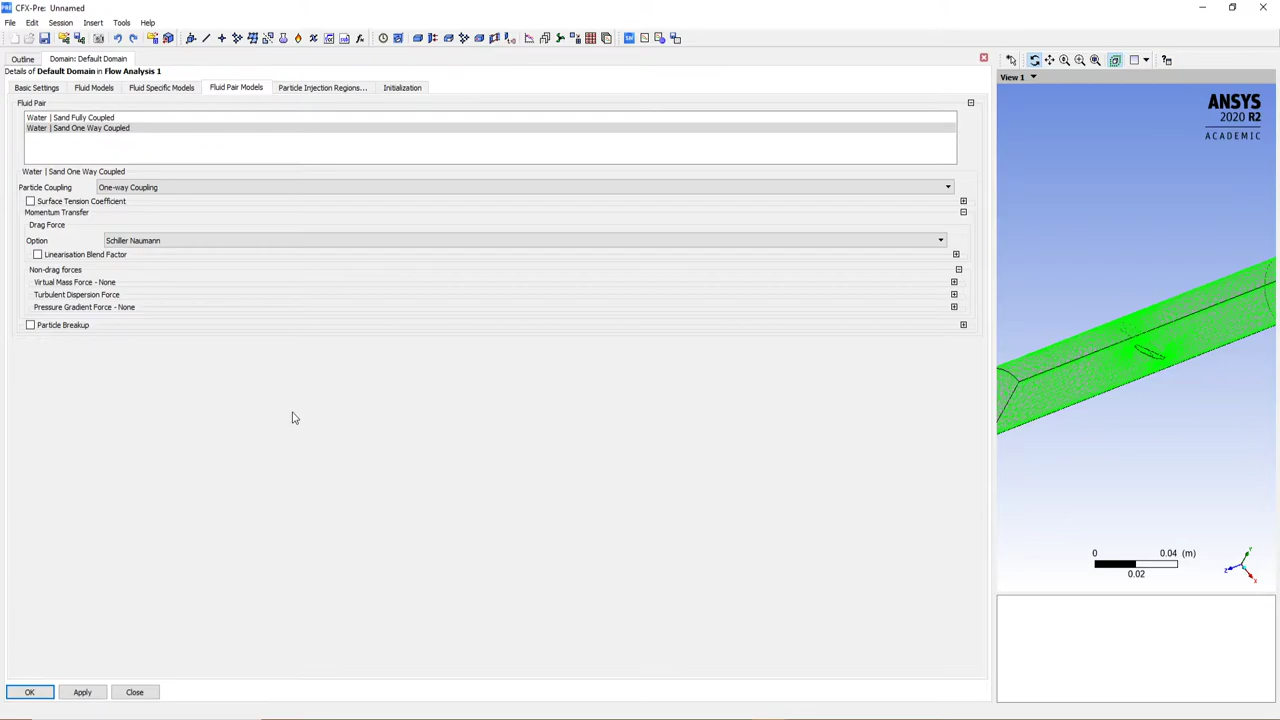 CFX-Pre: Unnamed
File Edit Session Insert Tools Help
Outline Domain: Default Domain
Details of Default Domain in Flow Analysis 1
Basic Settings Fluid Models Fluid Specific Models Fluid Pair Models Particle Injection Regions... Initialization
Fluid Pair
Water | Sand Fully Coupled
Water | Sand One Way Coupled
Water | Sand One Way Coupled
Particle Coupling One-way Coupling
Surface Tension Coefficient
Momentum Transfer
Drag Force
Option Schiller Naumann
Linearisation Blend Factor
Non-drag forces
Virtual Mass Force - None
Turbulent Dispersion Force
Pressure Gradient Force - None
Particle Breakup
OK Apply Close
View 1
ANSYS
2020 R2
ACADEMIC
0 0.04 (m)
0.02
Y
Z
X